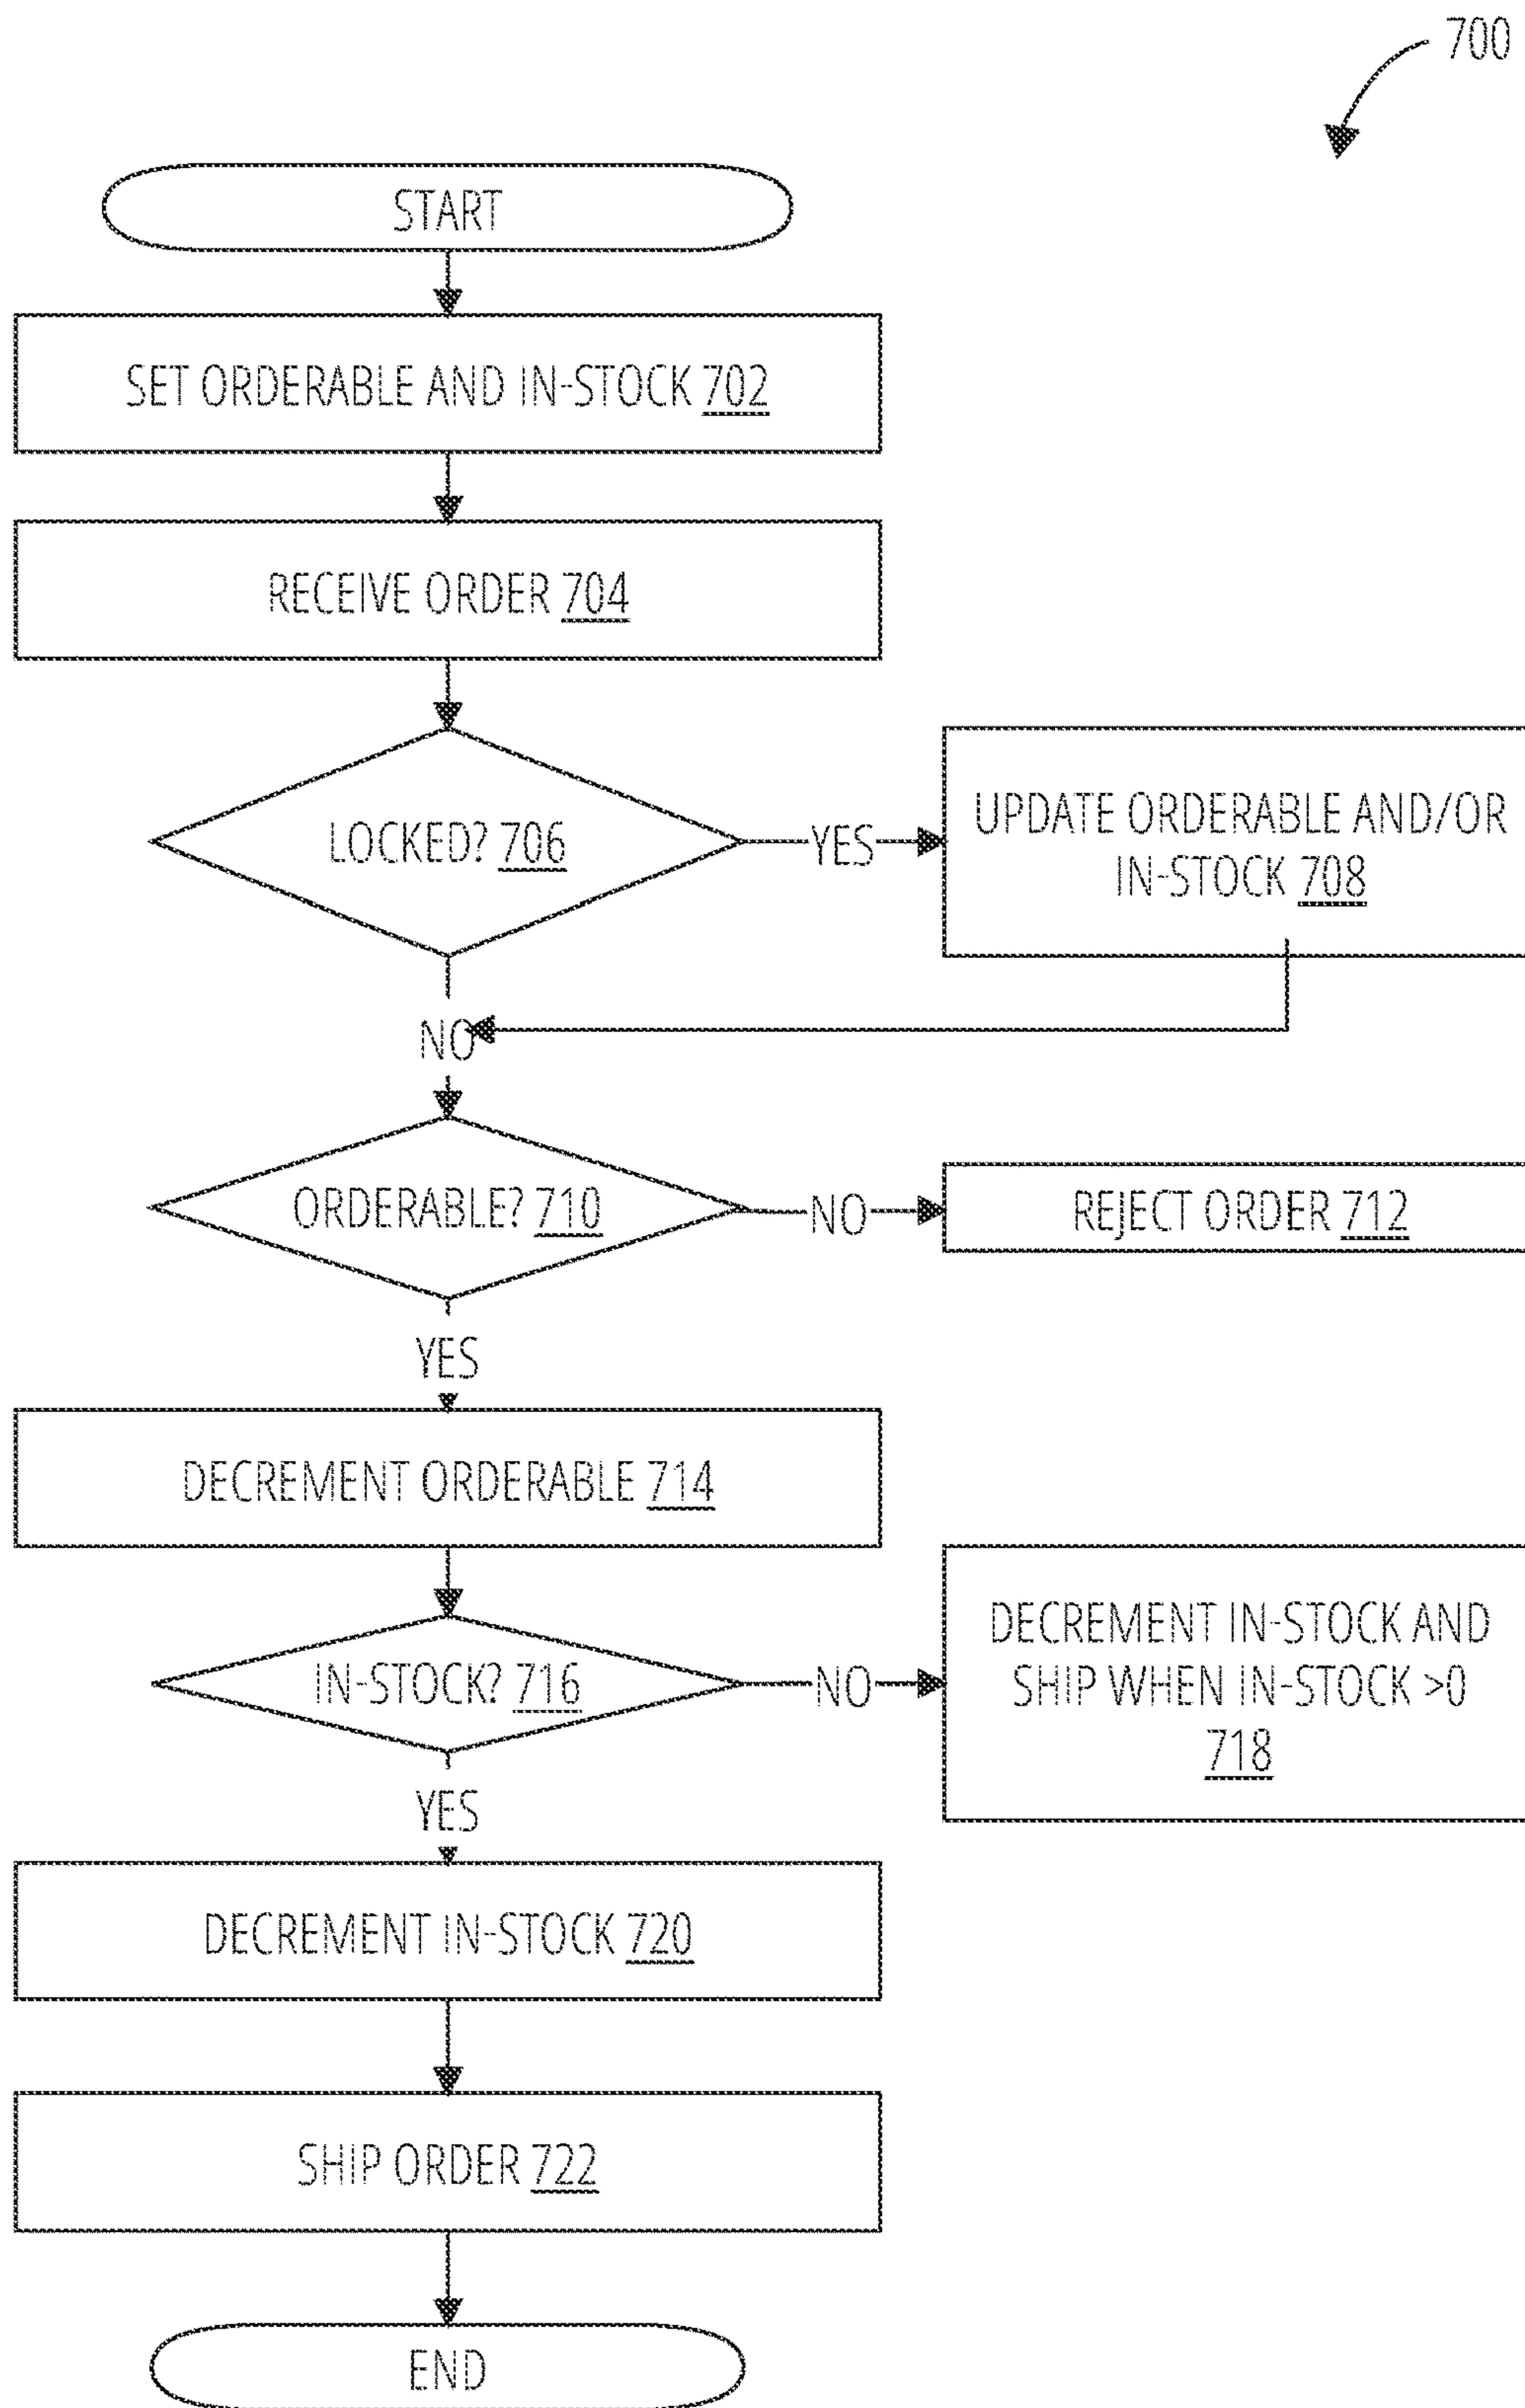 700
START
SET ORDERABLE AND IN-STOCK 702
RECEIVE ORDER 704
LOCKED? 706
YES
UPDATE ORDERABLE AND/OR
IN-STOCK 708
NO
ORDERABLE? 710
NO
REJECT ORDER 712
YES
DECREMENT ORDERABLE 714
IN-STOCK? 716
NO
DECREMENT IN-STOCK AND
SHIP WHEN IN-STOCK >0
718
YES
DECREMENT IN-STOCK 720
SHIP ORDER 722
END